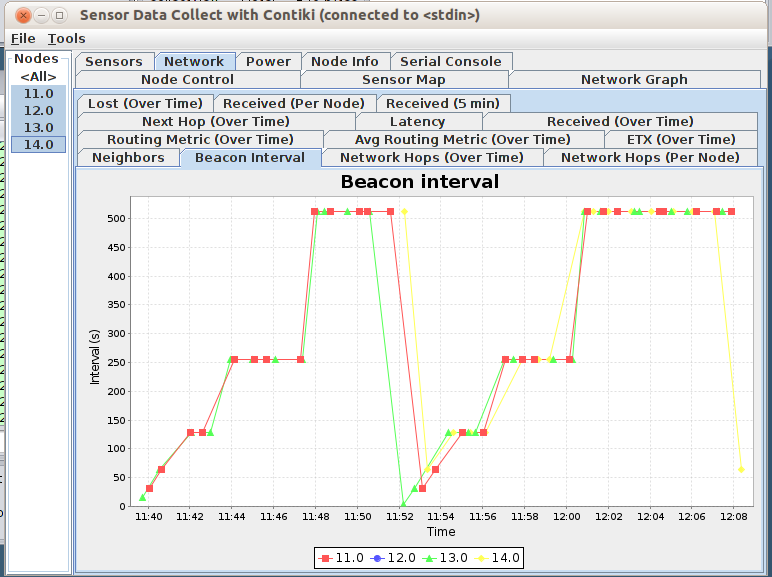 Sensor Data Collect with Contiki (connected to <stdin>)
File Tools
Nodes
<All>
11.0
12.0
13.0
14.0
Sensors Network Power Node Info Serial Console
Node Control Sensor Map Network Graph
Lost (Over Time) Received (Per Node) Received (5 min)
Next Hop (Over Time) Latency Received (Over Time)
Routing Metric (Over Time) Avg Routing Metric (Over Time) ETX (Over Time)
Neighbors Beacon Interval Network Hops (Over Time) Network Hops (Per Node)
Beacon interval
Interval (s)
500
450
400
350
300
250
200
150
100
50
0
11:40 11:42 11:44 11:46 11:48 11:50 11:52 11:54 11:56 11:58 12:00 12:02 12:04 12:06 12:08
Time
11.0 12.0 13.0 14.0